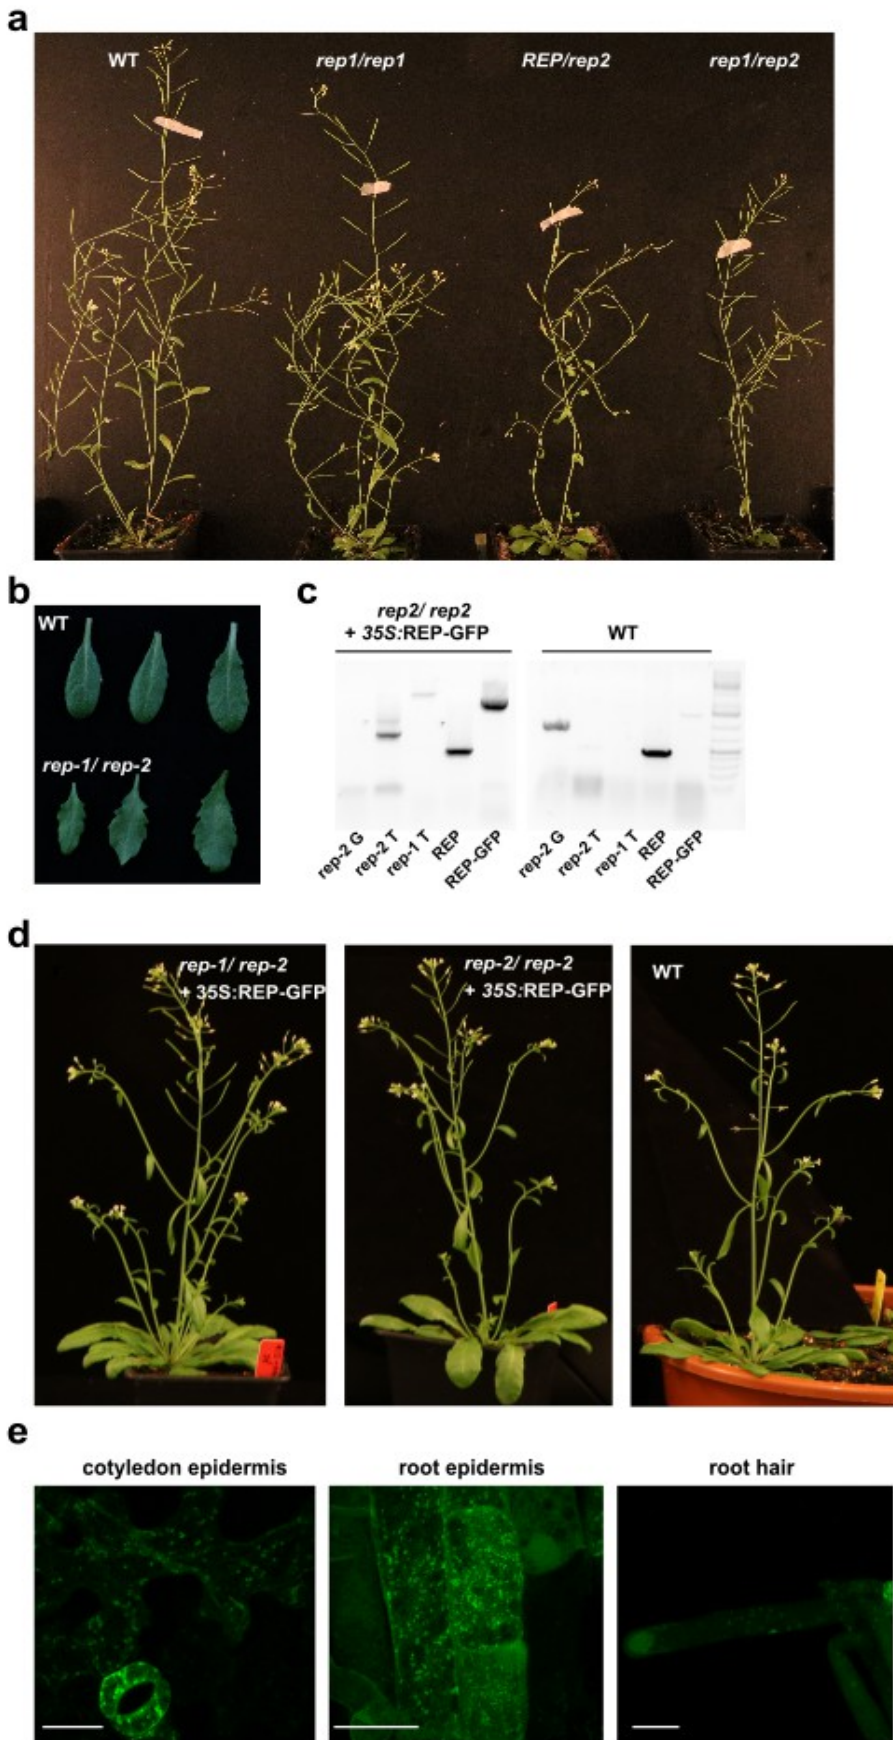 a
WT
rep1/rep1
REP/rep2
rep1/rep2
b
WT
rep-1/ rep-2
c
rep2/ rep2
+ 35S:REP-GFP
WT
rep-2 G
rep-2 T
rep-1 T
REP
REP-GFP
rep-2 G
rep-2 T
rep-1 T
REP
REP-GFP
d
rep-1/ rep-2
+ 35S:REP-GFP
rep-2/ rep-2
+ 35S:REP-GFP
WT
e
cotyledon epidermis
root epidermis
root hair